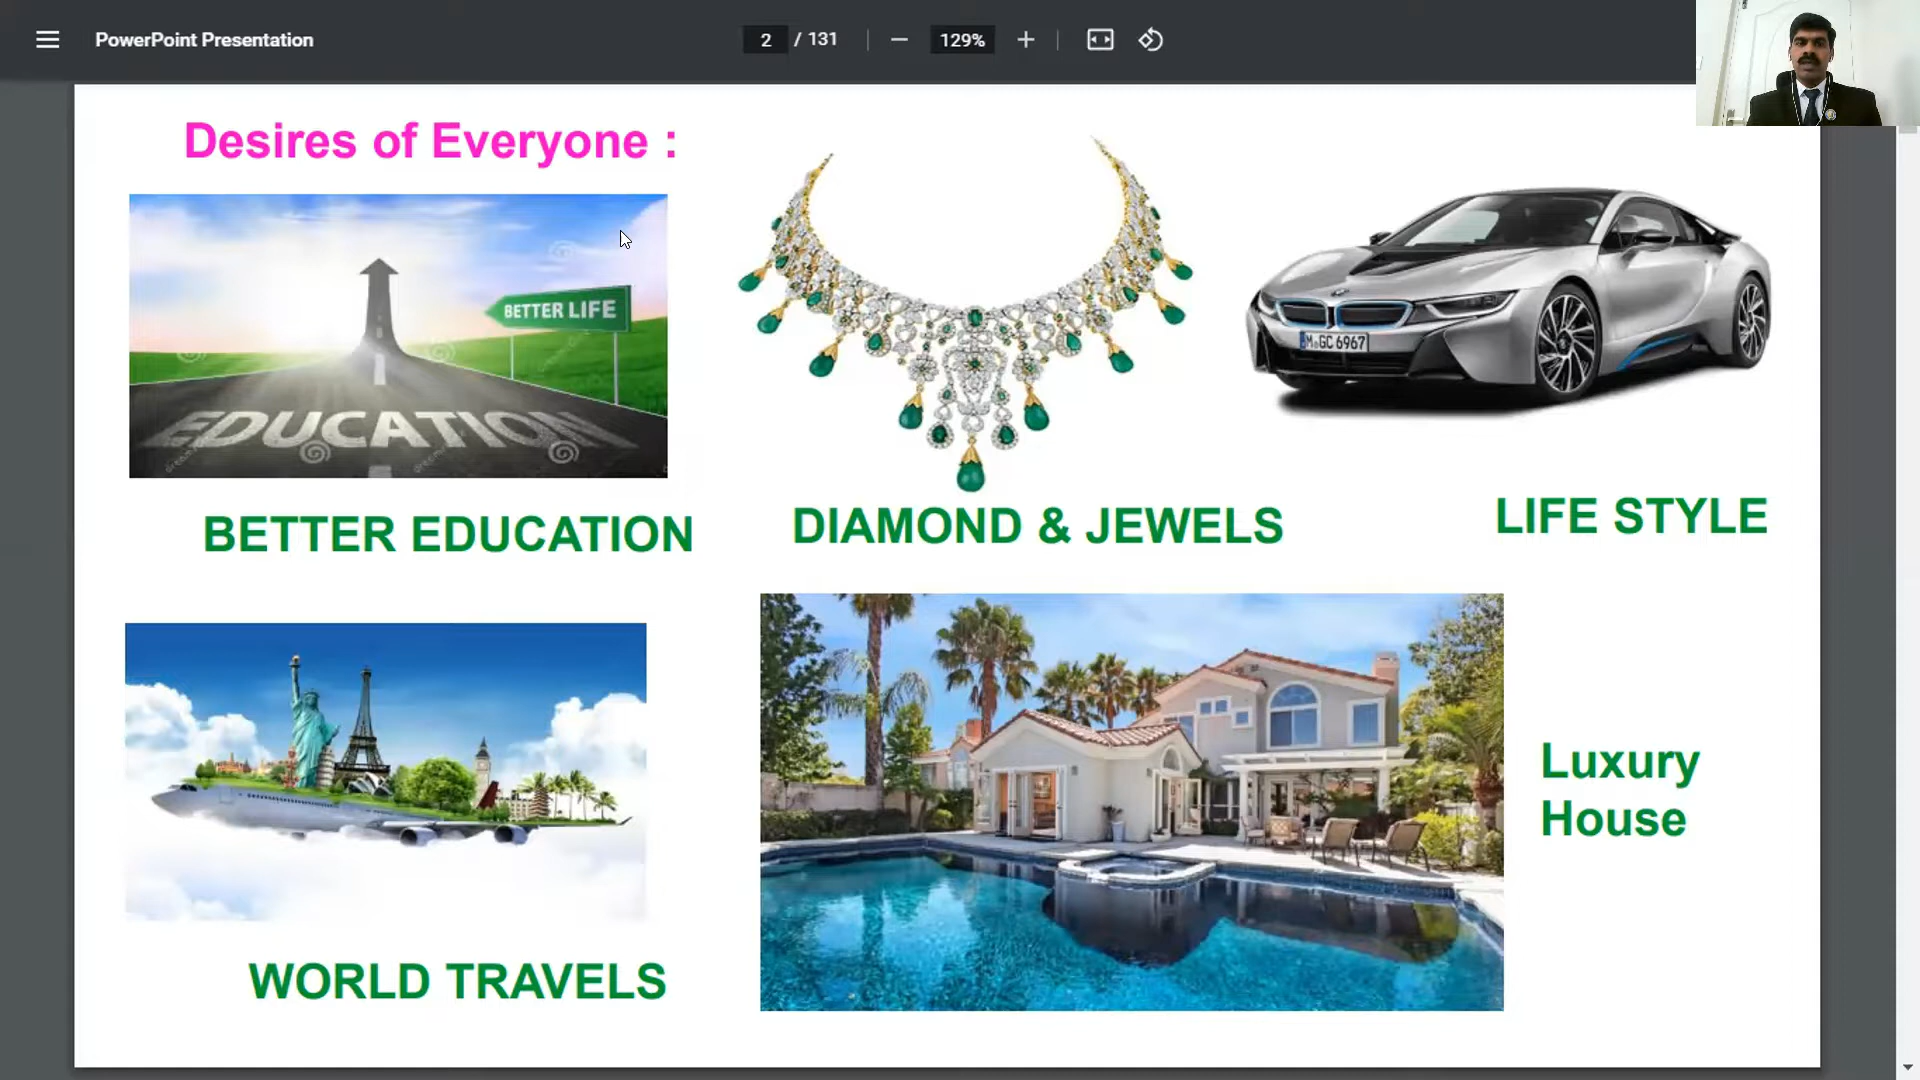 PowerPoint Presentation
2 / 131
129%
Desires of Everyone :
BETTER LIFE
EDUCATION
M GC 6967
BETTER EDUCATION
DIAMOND & JEWELS
LIFE STYLE
Luxury
House
WORLD TRAVELS